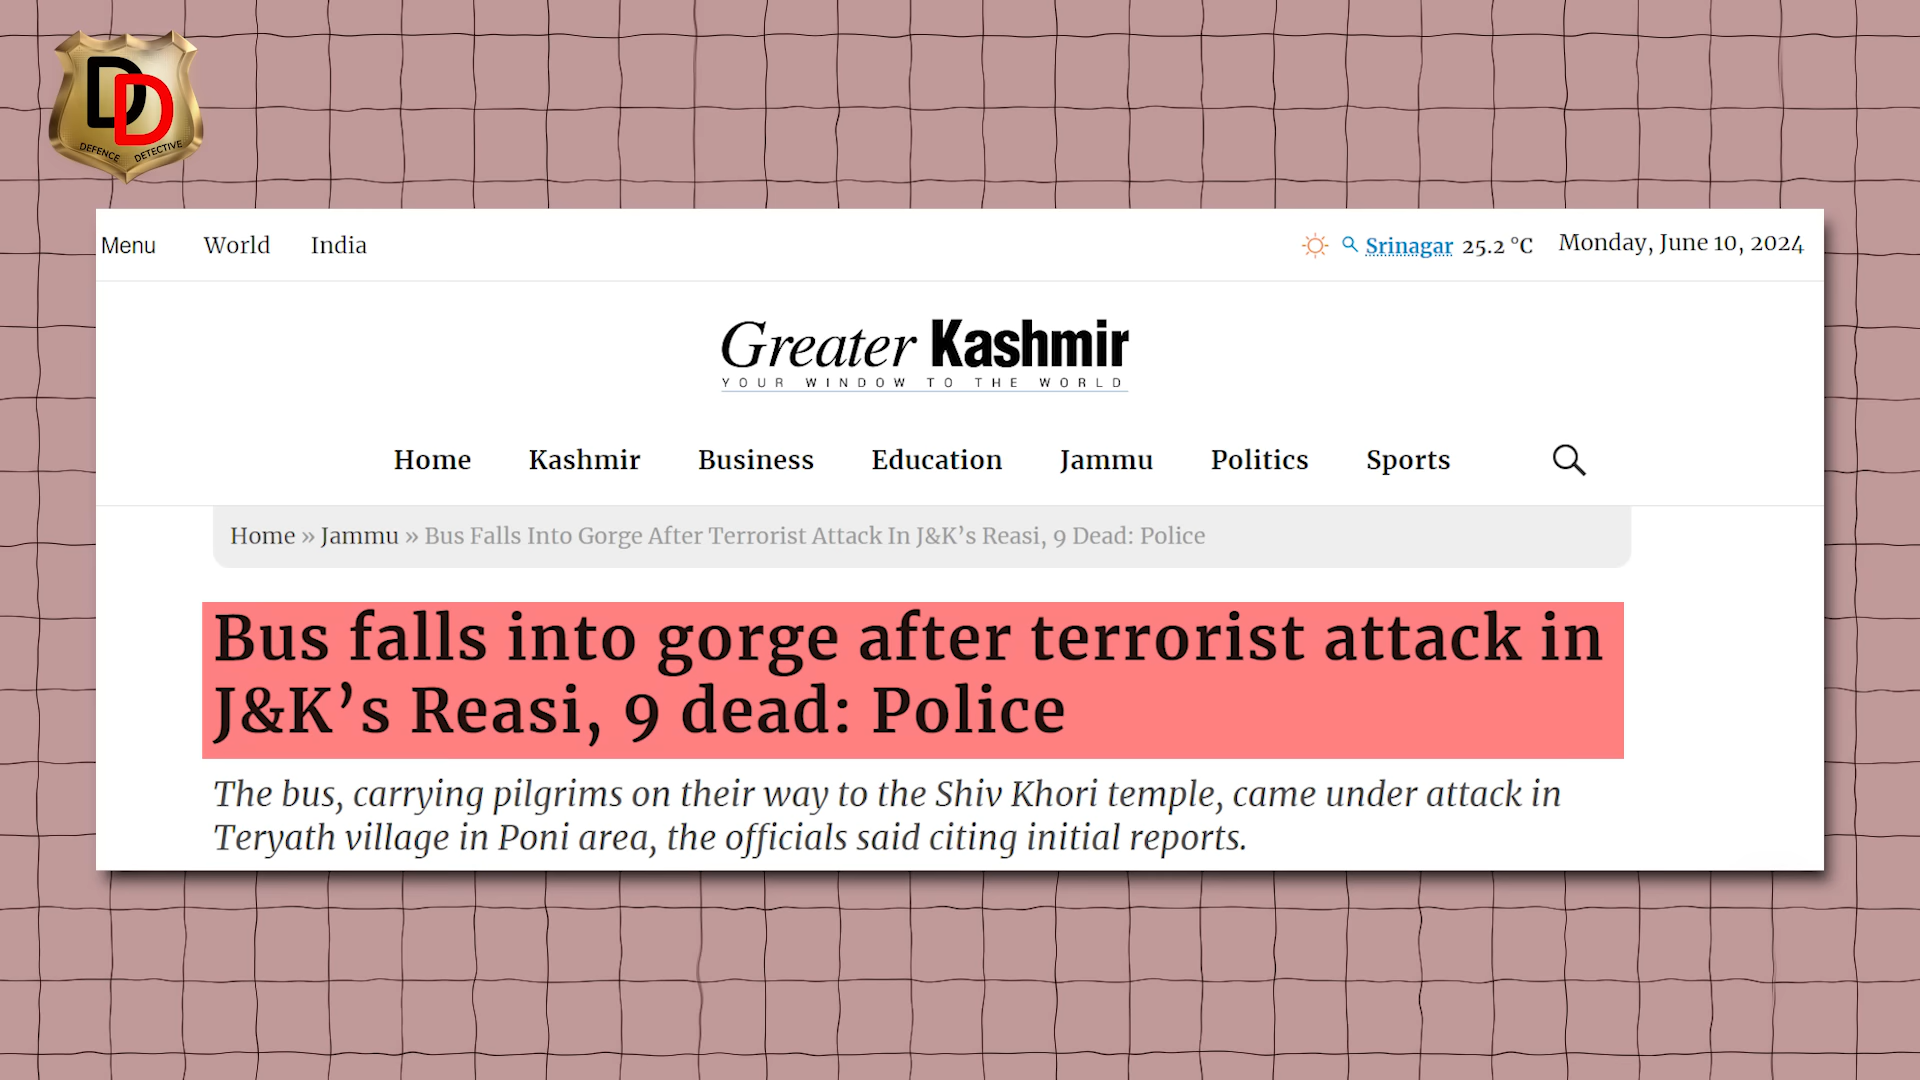 DD
DEFENCE DETECTIVE
Menu World India Srinagar 25.2 °C Monday, June 10, 2024
Greater Kashmir
YOUR WINDOW TO THE WORLD
Home Kashmir Business Education Jammu Politics Sports
Home » Jammu » Bus Falls Into Gorge After Terrorist Attack In J&K’s Reasi, 9 Dead: Police
Bus falls into gorge after terrorist attack in
J&K’s Reasi, 9 dead: Police
The bus, carrying pilgrims on their way to the Shiv Khori temple, came under attack in
Teryath village in Poni area, the officials said citing initial reports.